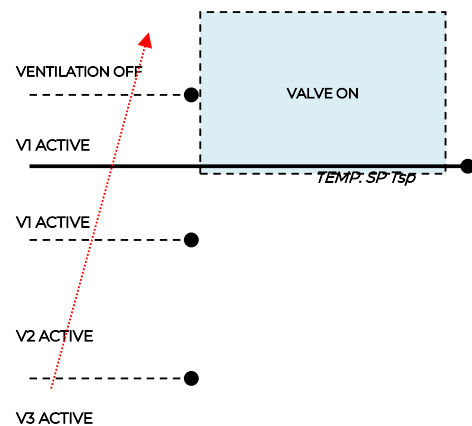 VENTILATION OFF
VALVE ON
V1 ACTIVE
TEMP. SP Tsp
V1 ACTIVE
V2 ACTIVE
V3 ACTIVE